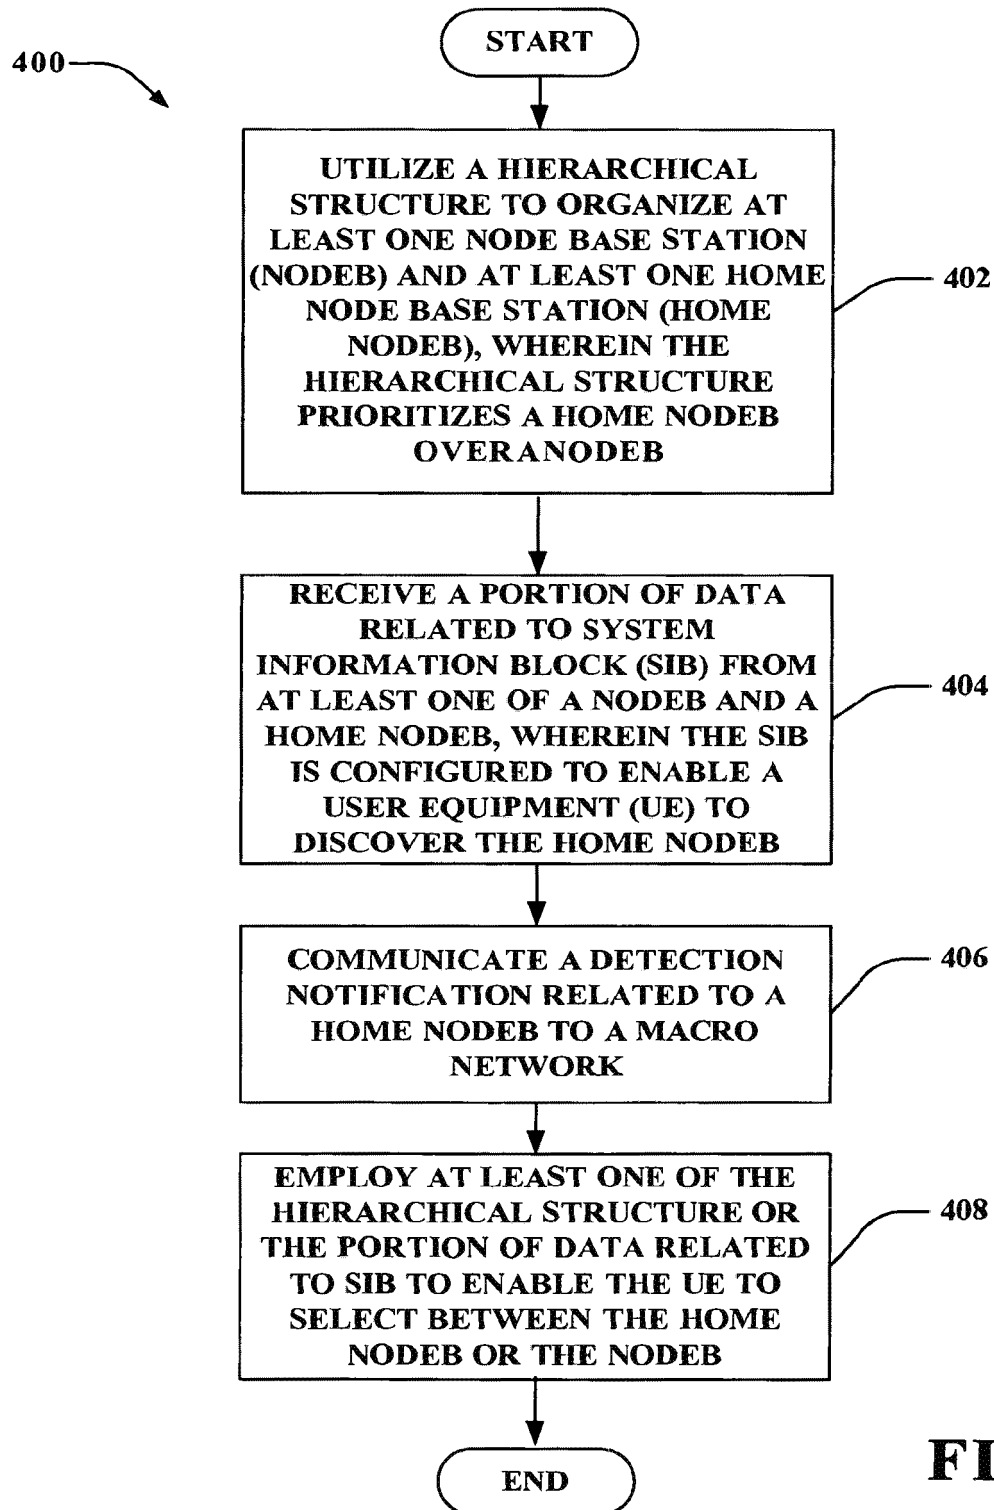 START
400
UTILIZE A HIERARCHICAL
STRUCTURE TO ORGANIZE AT
LEAST ONE NODE BASE STATION
(NODEB) AND AT LEAST ONE HOME
NODE BASE STATION (HOME
NODEB), WHEREIN THE
HIERARCHICAL STRUCTURE
PRIORITIZES A HOME NODEB
OVERANODEB
402
RECEIVE A PORTION OF DATA
RELATED TO SYSTEM
INFORMATION BLOCK (SIB) FROM
AT LEAST ONE OF A NODEB AND A
HOME NODEB, WHEREIN THE SIB
IS CONFIGURED TO ENABLE A
USER EQUIPMENT (UE) TO
DISCOVER THE HOME NODEB
404
COMMUNICATE A DETECTION
NOTIFICATION RELATED TO A
HOME NODEB TO A MACRO
NETWORK
406
EMPLOY AT LEAST ONE OF THE
HIERARCHICAL STRUCTURE OR
THE PORTION OF DATA RELATED
TO SIB TO ENABLE THE UE TO
SELECT BETWEEN THE HOME
NODEB OR THE NODEB
408
END
FI